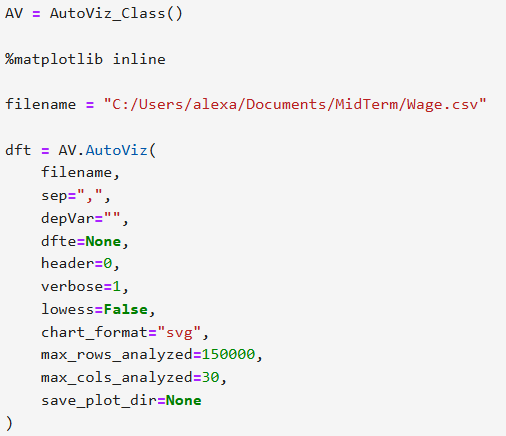 AV = AutoViz_Class()
%matplotlib inline
filename = "C:/Users/alexa/Documents/MidTerm/Wage.csv"
dft = AV.AutoViz(
    filename,
    sep=",",
    depVar="",
    dfte=None,
    header=0,
    verbose=1,
    lowess=False,
    chart_format="svg",
    max_rows_analyzed=150000,
    max_cols_analyzed=30,
    save_plot_dir=None
)